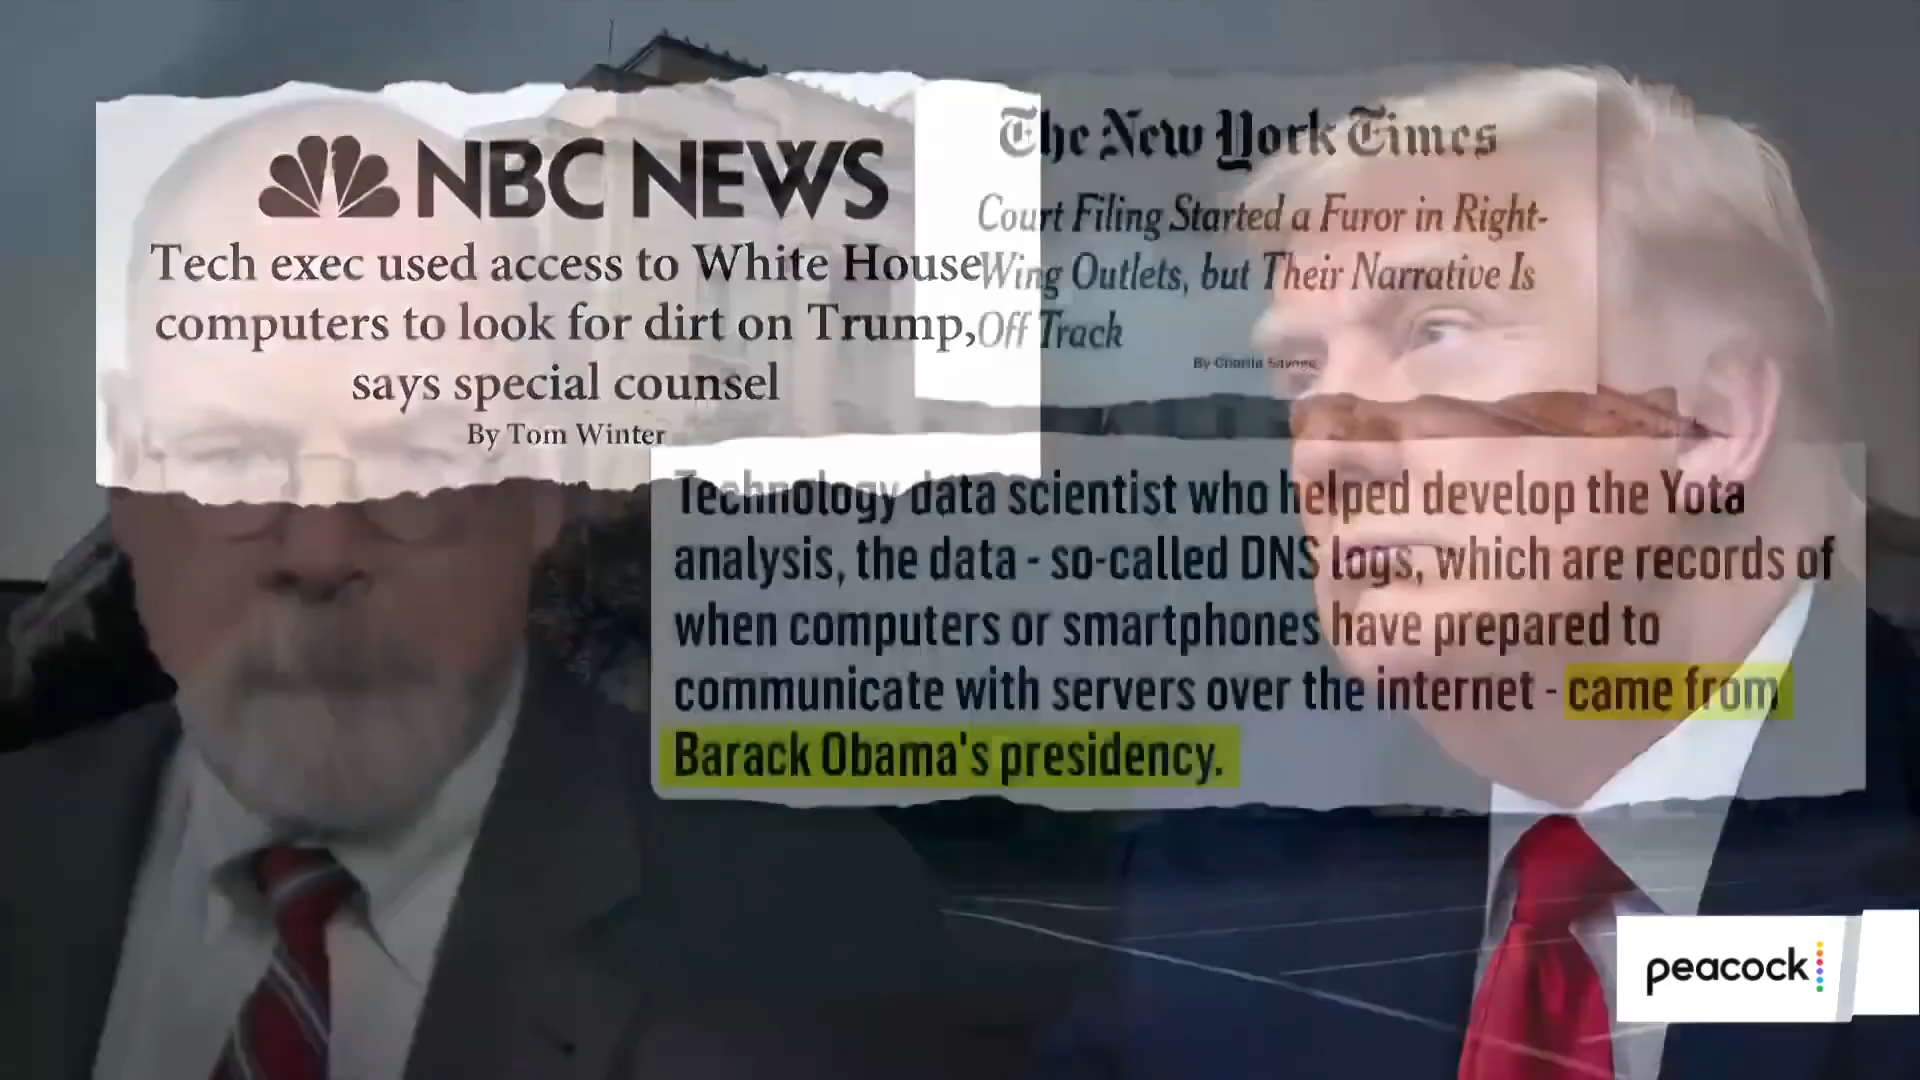 NBC NEWS
Tech exec used access to White House
computers to look for dirt on Trump,
says special counsel
By Tom Winter
The New York Times
Court Filing Started a Furor in Right-
Wing Outlets, but Their Narrative Is
Off Track
By Charlie Savage
Technology data scientist who helped develop the Yota
analysis, the data - so-called DNS logs, which are records of
when computers or smartphones have prepared to
communicate with servers over the internet - came from
Barack Obama's presidency.
peacock